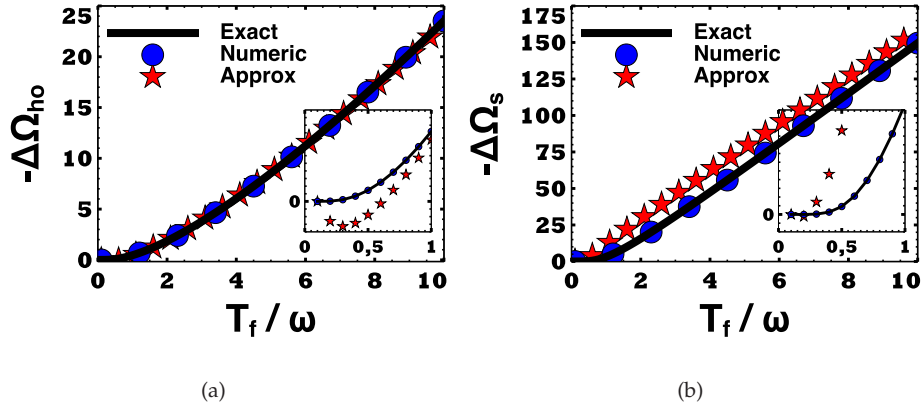 -ΔΩ_ho
25
20
15
10
5
0
Exact
Numeric
Approx
0
0 0,5 1
0 2 4 6 8 10
T_f / ω
(a)
-ΔΩ_s
175
150
125
100
75
50
25
0
Exact
Numeric
Approx
0
0 0,5 1
0 2 4 6 8 10
T_f / ω
(b)